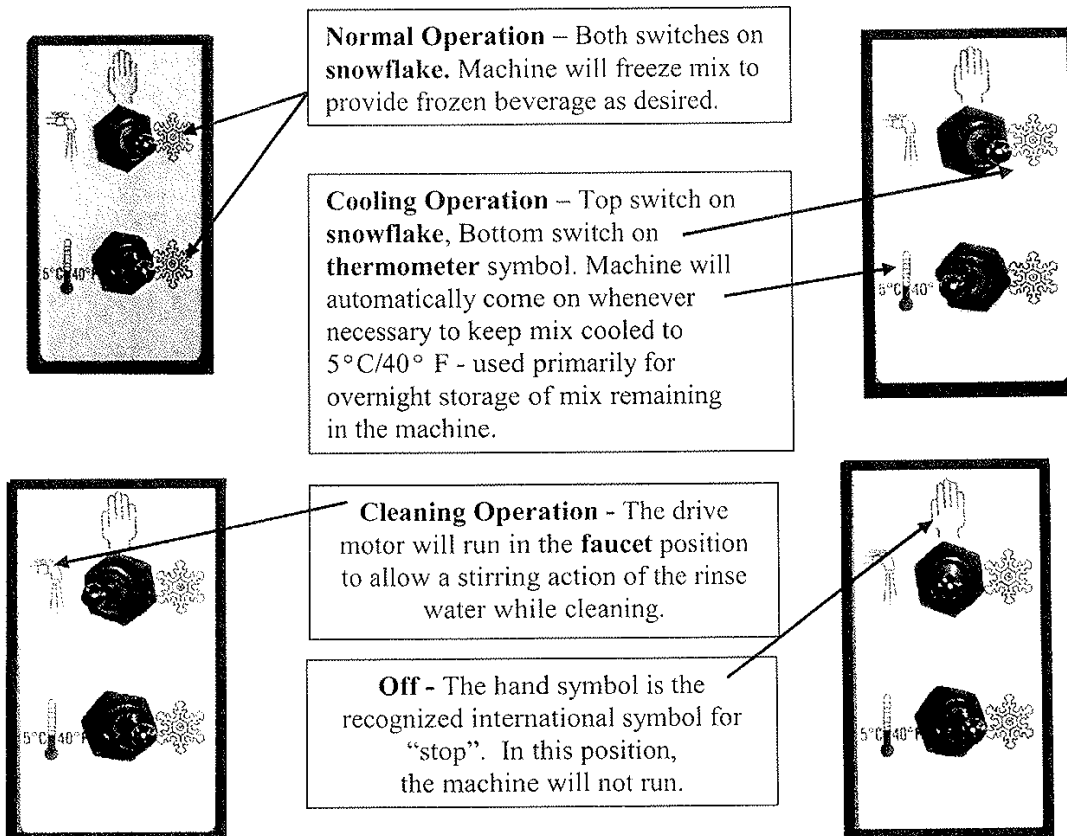 Normal Operation – Both switches on
snowflake. Machine will freeze mix to
provide frozen beverage as desired.
5°C/40°F
Cooling Operation – Top switch on
snowflake, Bottom switch on
thermometer symbol. Machine will
automatically come on whenever
necessary to keep mix cooled to
5°C/40° F - used primarily for
overnight storage of mix remaining
in the machine.
5°C/40°
Cleaning Operation - The drive
motor will run in the faucet position
to allow a stirring action of the rinse
water while cleaning.
5°C/40°F
Off - The hand symbol is the
recognized international symbol for
“stop”. In this position,
the machine will not run.
5°C/40°F